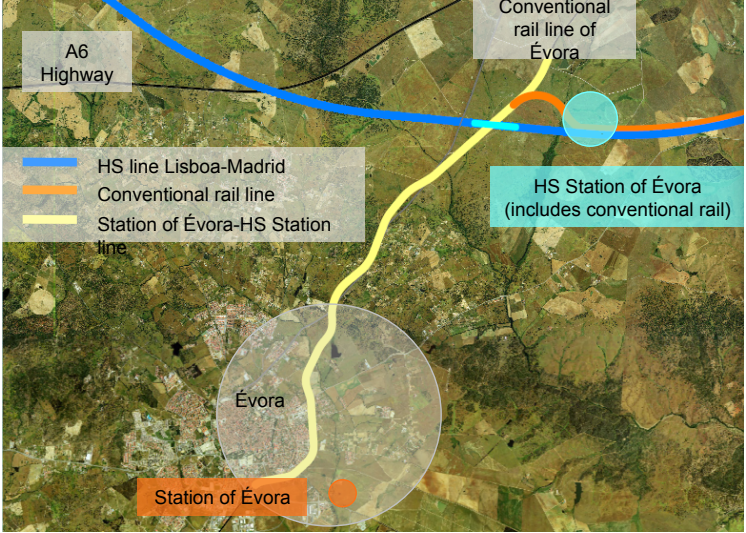 Conventional
rail line of
Évora
A6
Highway
HS line Lisboa-Madrid
Conventional rail line
Station of Évora-HS Station
line
HS Station of Évora
(includes conventional rail)
Évora
Station of Évora